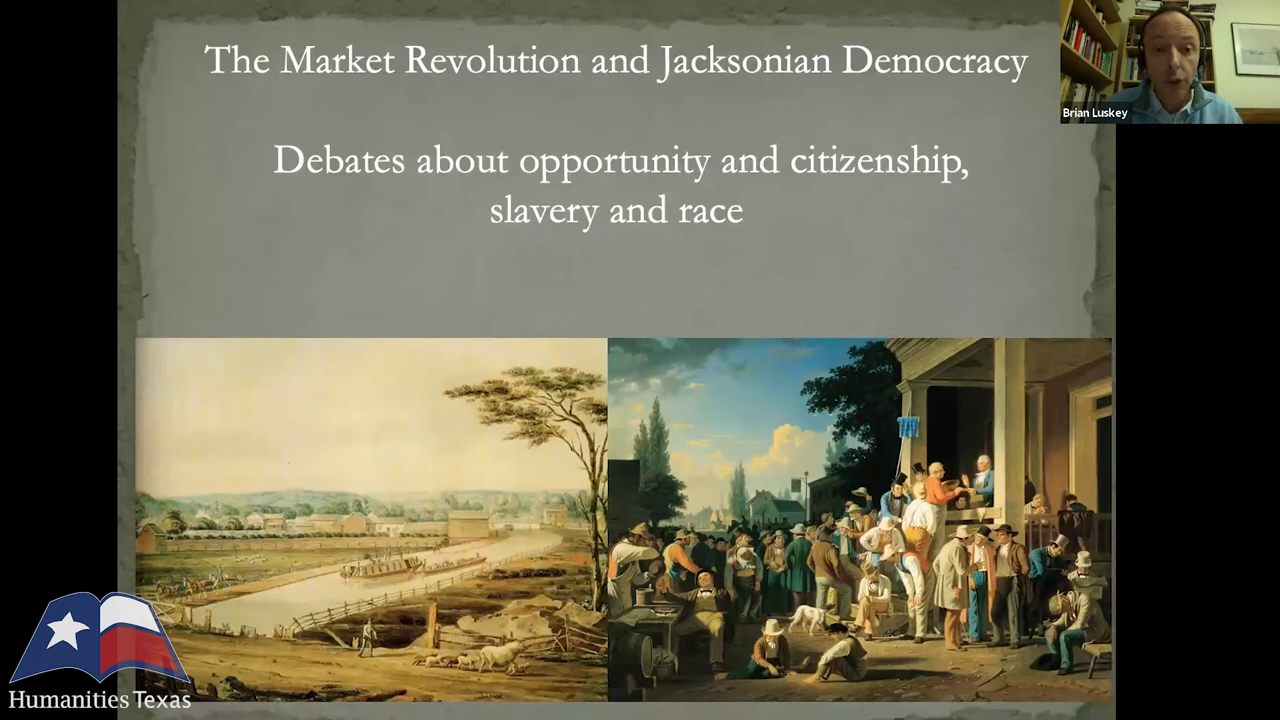 The Market Revolution and Jacksonian Democracy
Debates about opportunity and citizenship,
slavery and race
Brian Luskey
Humanities Texas